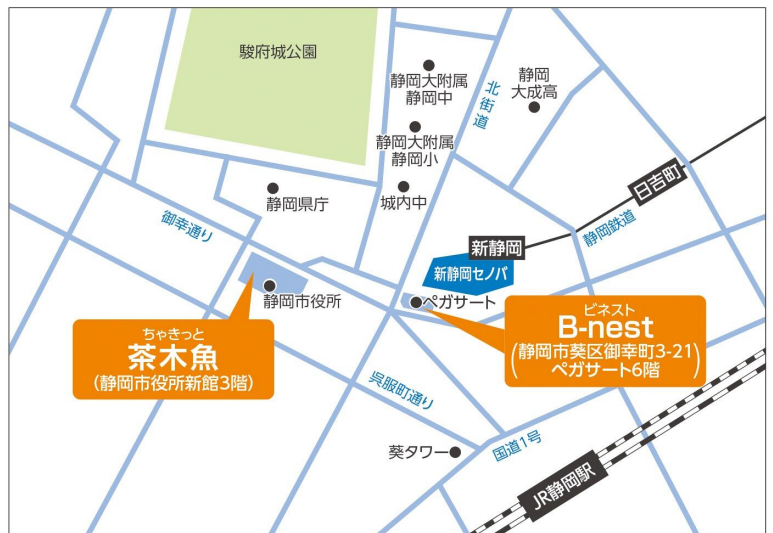 駿府城公園
静岡大附属
静岡中
静岡
大成高
北街道
静岡大附属
静岡小
日吉町
静岡県庁
城内中
御幸通り
静岡鉄道
新静岡
新静岡セノバ
静岡市役所
ペガサート
ちゃきっと
茶木魚
(静岡市役所新館3階)
ビネスト
B-nest
(静岡市葵区御幸町3-21
ペガサート6階)
呉服町通り
葵タワー
国道1号
JR静岡駅